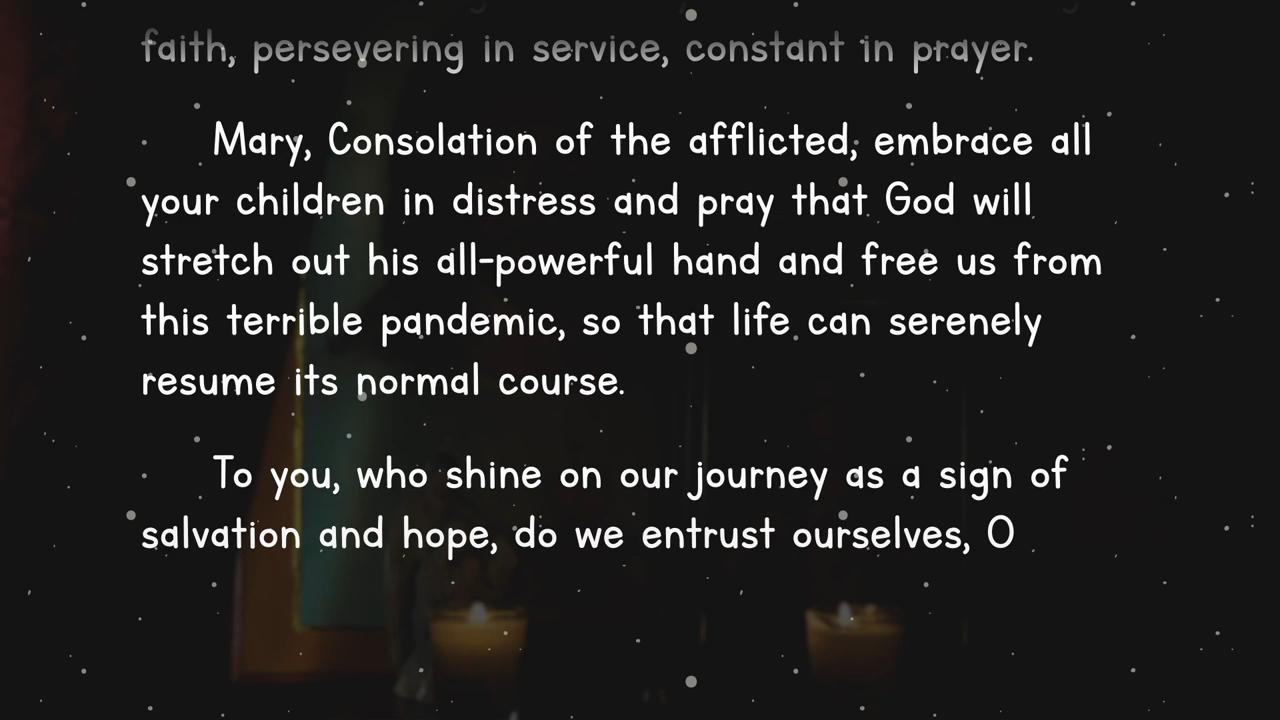 faith, persevering in service, constant in prayer.
Mary, Consolation of the afflicted, embrace all
your children in distress and pray that God will
stretch out his all-powerful hand and free us from
this terrible pandemic, so that life can serenely
resume its normal course.
To you, who shine on our journey as a sign of
salvation and hope, do we entrust ourselves, O